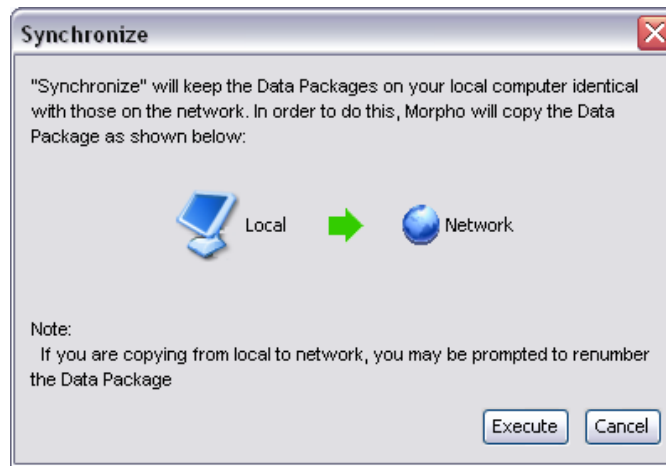 Synchronize
"Synchronize" will keep the Data Packages on your local computer identical
with those on the network. In order to do this, Morpho will copy the Data
Package as shown below:
Local
Network
Note:
If you are copying from local to network, you may be prompted to renumber
the Data Package
Execute
Cancel